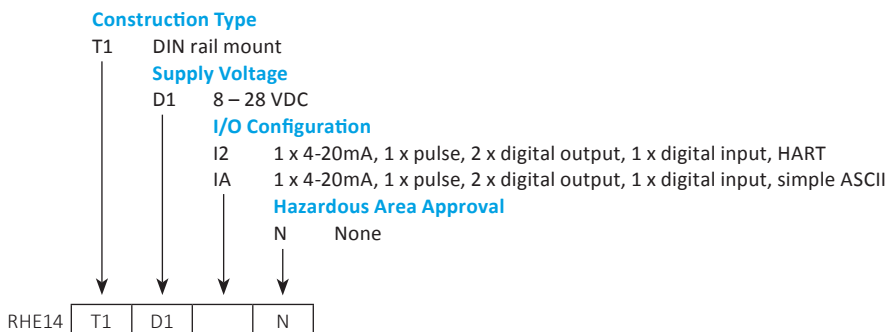 Construction Type
T1 DIN rail mount
Supply Voltage
D1 8 – 28 VDC
I/O Configuration
I2 1 x 4-20mA, 1 x pulse, 2 x digital output, 1 x digital input, HART
IA 1 x 4-20mA, 1 x pulse, 2 x digital output, 1 x digital input, simple ASCII
Hazardous Area Approval
N None
RHE14 T1 D1 N